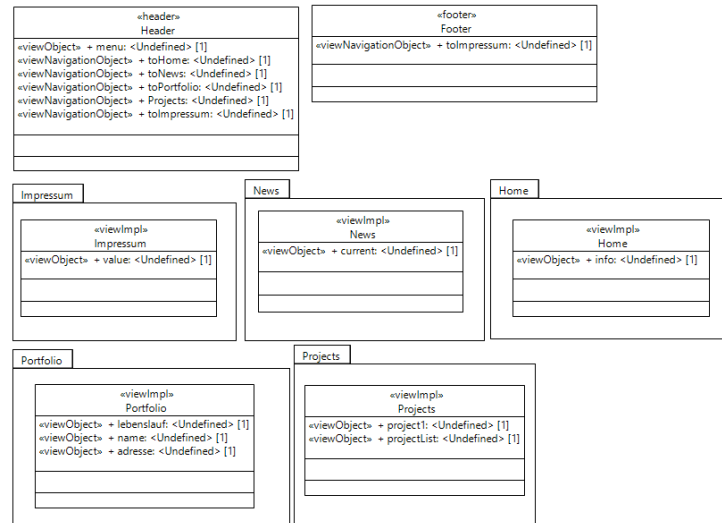 «header»
Header
«viewObject» + menu: <Undefined> [1]
«viewNavigationObject» + toHome: <Undefined> [1]
«viewNavigationObject» + toNews: <Undefined> [1]
«viewNavigationObject» + toPortfolio: <Undefined> [1]
«viewNavigationObject» + Projects: <Undefined> [1]
«viewNavigationObject» + toImpressum: <Undefined> [1]
«footer»
Footer
«viewNavigationObject» + toImpressum: <Undefined> [1]
Impressum
«viewImpl»
Impressum
«viewObject» + value: <Undefined> [1]
News
«viewImpl»
News
«viewObject» + current: <Undefined> [1]
Home
«viewImpl»
Home
«viewObject» + info: <Undefined> [1]
Portfolio
«viewImpl»
Portfolio
«viewObject» + lebenslauf: <Undefined> [1]
«viewObject» + name: <Undefined> [1]
«viewObject» + adresse: <Undefined> [1]
Projects
«viewImpl»
Projects
«viewObject» + project1: <Undefined> [1]
«viewObject» + projectList: <Undefined> [1]